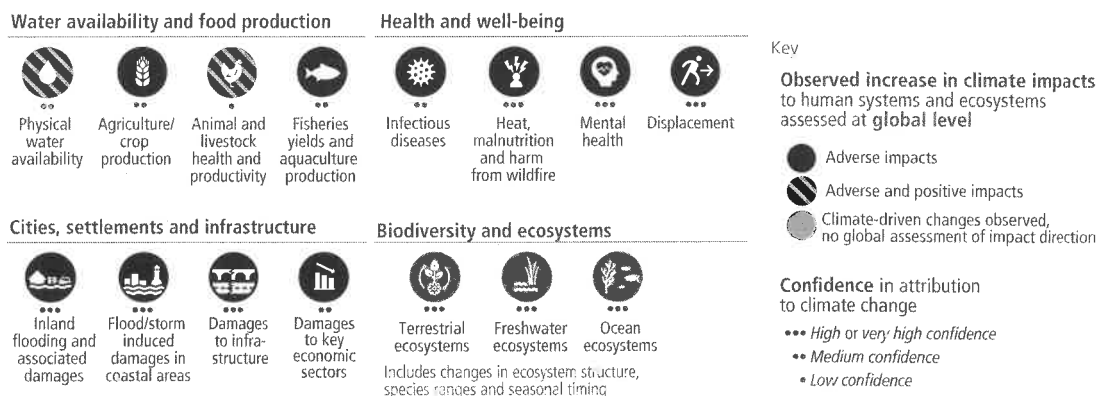 Water availability and food production
Physical
water
availability
Agriculture/
crop
production
Animal and
livestock
health and
productivity
Fisheries
yields and
aquaculture
production
Health and well-being
Infectious
diseases
Heat,
malnutrition
and harm
from wildfire
Mental
health
Displacement
Cities, settlements and infrastructure
Inland
flooding and
associated
damages
Flood/storm
induced
damages in
coastal areas
Damages
to infra-
structure
Damages
to key
economic
sectors
Biodiversity and ecosystems
Terrestrial
ecosystems
Freshwater
ecosystems
Ocean
ecosystems
Includes changes in ecosystem structure,
species ranges and seasonal timing
Key
Observed increase in climate impacts
to human systems and ecosystems
assessed at global level
Adverse impacts
Adverse and positive impacts
Climate-driven changes observed,
no global assessment of impact direction
Confidence in attribution
to climate change
••• High or very high confidence
•• Medium confidence
• Low confidence